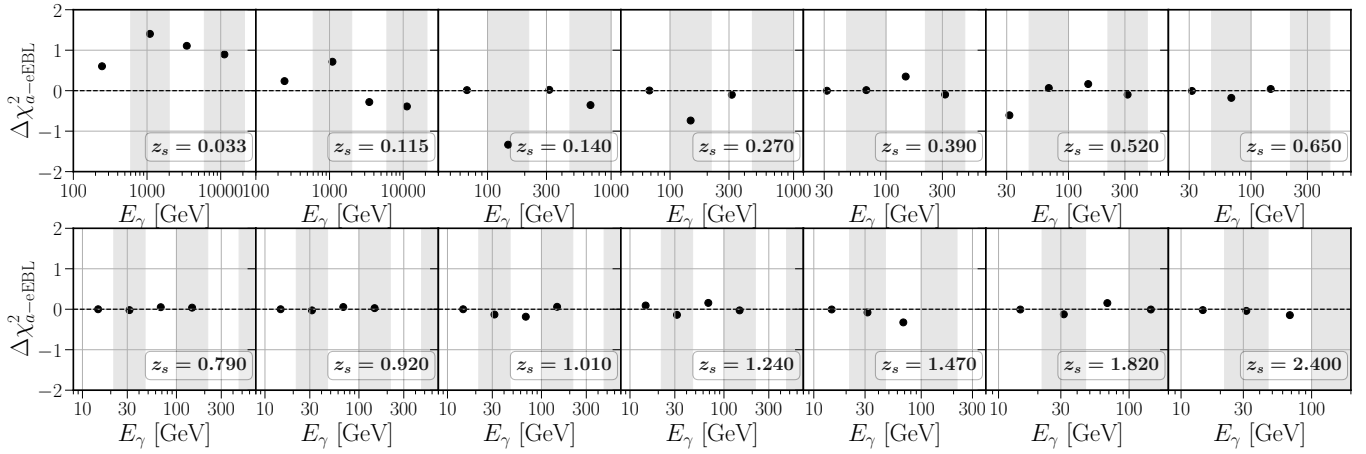 2
1
0
−1
−2
Δχ²ₐ₋ₑEBL
z_s = 0.033
z_s = 0.115
z_s = 0.140
z_s = 0.270
z_s = 0.390
z_s = 0.520
z_s = 0.650
100 1000 10000
100 1000 10000
100 300 1000
100 300 1000
30 100 300
30 100 300
30 100 300
E_γ [GeV] E_γ [GeV] E_γ [GeV] E_γ [GeV] E_γ [GeV] E_γ [GeV] E_γ [GeV]
2
1
0
−1
−2
Δχ²ₐ₋ₑEBL
z_s = 0.790
z_s = 0.920
z_s = 1.010
z_s = 1.240
z_s = 1.470
z_s = 1.820
z_s = 2.400
10 30 100 300
10 30 100 300
10 30 100 300
10 30 100 300
10 30 100 300
10 30 100
10 30 100
E_γ [GeV] E_γ [GeV] E_γ [GeV] E_γ [GeV] E_γ [GeV] E_γ [GeV] E_γ [GeV]